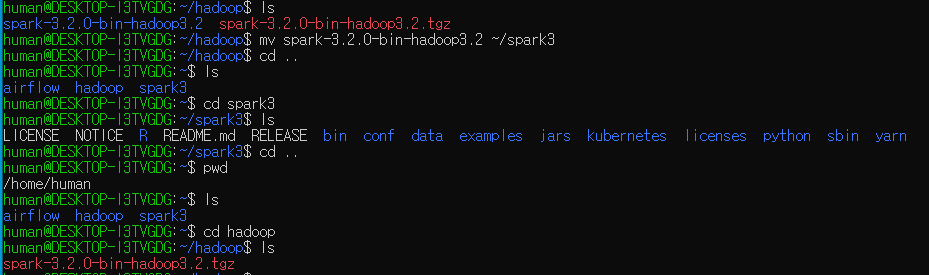 human@DESKTOP-I3TVGDG:~/hadoop$ ls
spark-3.2.0-bin-hadoop3.2  spark-3.2.0-bin-hadoop3.2.tgz
human@DESKTOP-I3TVGDG:~/hadoop$ mv spark-3.2.0-bin-hadoop3.2 ~/spark3
human@DESKTOP-I3TVGDG:~/hadoop$ cd ..
human@DESKTOP-I3TVGDG:~$ ls
airflow  hadoop  spark3
human@DESKTOP-I3TVGDG:~$ cd spark3
human@DESKTOP-I3TVGDG:~/spark3$ ls
LICENSE  NOTICE  R  README.md  RELEASE  bin  conf  data  examples  jars  kubernetes  licenses  python  sbin  yarn
human@DESKTOP-I3TVGDG:~/spark3$ cd ..
human@DESKTOP-I3TVGDG:~$ pwd
/home/human
human@DESKTOP-I3TVGDG:~$ ls
airflow  hadoop  spark3
human@DESKTOP-I3TVGDG:~$ cd hadoop
human@DESKTOP-I3TVGDG:~/hadoop$ ls
spark-3.2.0-bin-hadoop3.2.tgz